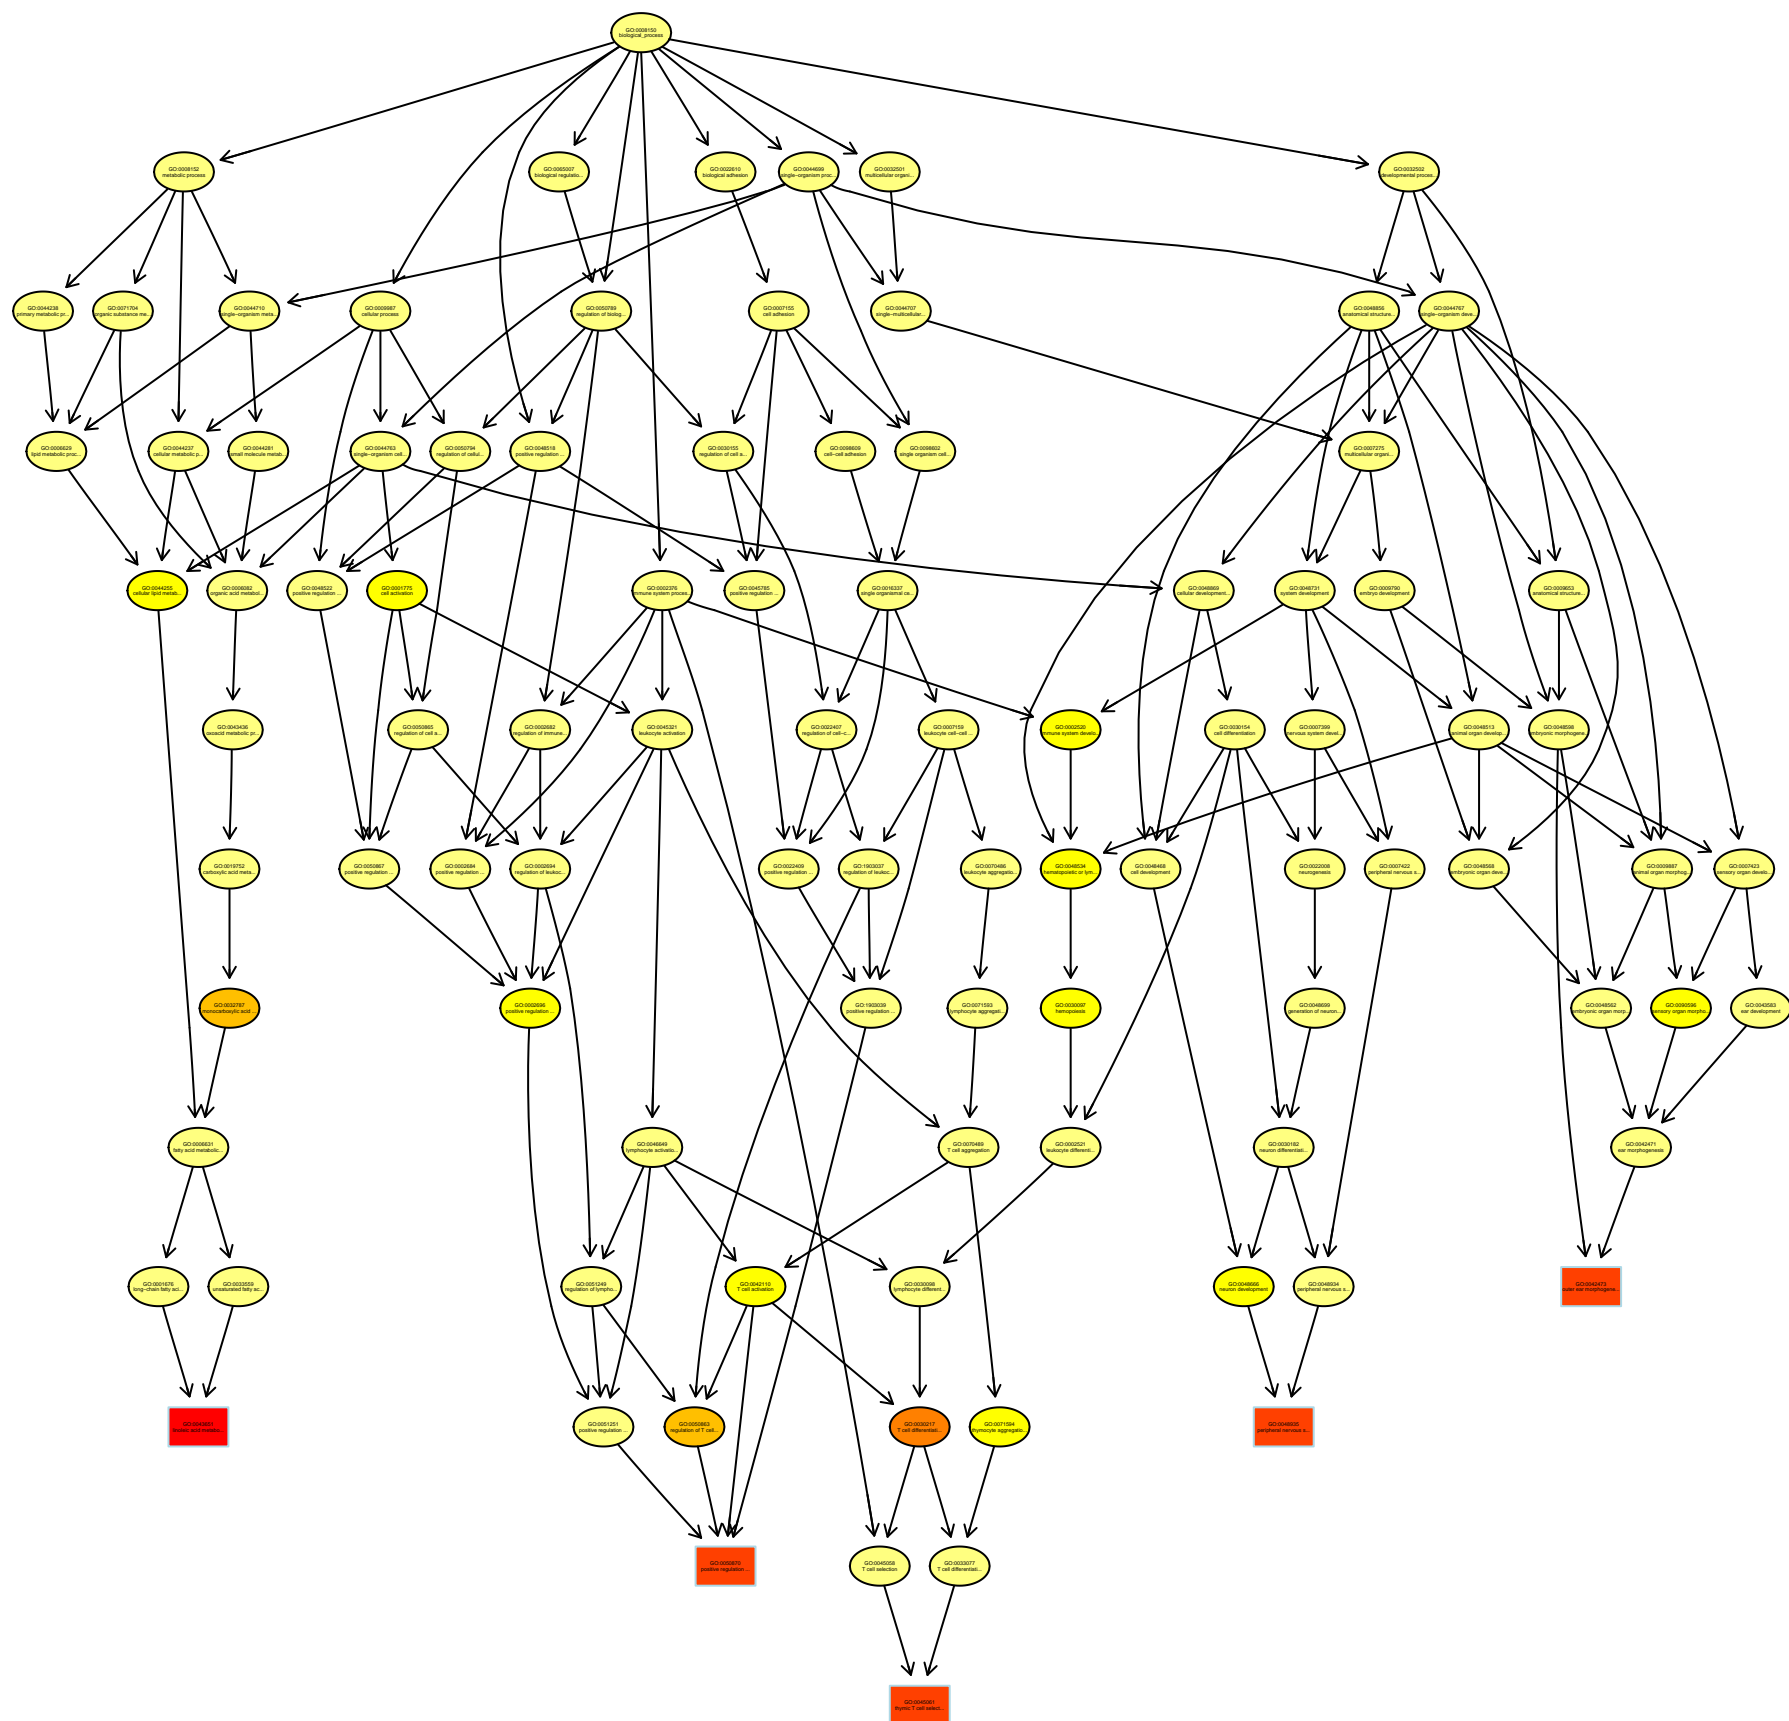 GO:0008150
biological_process
GO:0008152
metabolic process
GO:0065007
biological regulatio...
GO:0022610
biological adhesion
GO:0044699
single−organism proc...
GO:0032501
multicellular organi...
GO:0032502
developmental proces...
GO:0044238
primary metabolic pr...
GO:0071704
organic substance me...
GO:0044710
single−organism meta...
GO:0009987
cellular process
GO:0050789
regulation of biolog...
GO:0007155
cell adhesion
GO:0044707
single−multicellular...
GO:0048856
anatomical structure...
GO:0044767
single−organism deve...
GO:0006629
lipid metabolic proc...
GO:0044237
cellular metabolic p...
GO:0044281
small molecule metab...
GO:0044763
single−organism cell...
GO:0050794
regulation of cellul...
GO:0048518
positive regulation ...
GO:0030155
regulation of cell a...
GO:0098609
cell−cell adhesion
GO:0098602
single organism cell...
GO:0007275
multicellular organi...
GO:0044255
cellular lipid metab...
GO:0006082
organic acid metabol...
GO:0048522
positive regulation ...
GO:0001775
cell activation
GO:0002376
immune system proces...
GO:0045785
positive regulation ...
GO:0016337
single organismal ce...
GO:0048869
cellular development...
GO:0048731
system development
GO:0009790
embryo development
GO:0009653
anatomical structure...
GO:0043436
oxoacid metabolic pr...
GO:0050865
regulation of cell a...
GO:0002682
regulation of immune...
GO:0045321
leukocyte activation
GO:0022407
regulation of cell−c...
GO:0007159
leukocyte cell−cell ...
GO:0002520
immune system develo...
GO:0030154
cell differentiation
GO:0007399
nervous system devel...
GO:0048513
animal organ develop...
GO:0048598
embryonic morphogene...
GO:0019752
carboxylic acid meta...
GO:0050867
positive regulation ...
GO:0002684
positive regulation ...
GO:0002694
regulation of leukoc...
GO:0022409
positive regulation ...
GO:1903037
regulation of leukoc...
GO:0070486
leukocyte aggregatio...
GO:0048534
hematopoietic or lym...
GO:0048468
cell development
GO:0022008
neurogenesis
GO:0007422
peripheral nervous s...
GO:0048568
embryonic organ deve...
GO:0009887
animal organ morphog...
GO:0007423
sensory organ develo...
GO:0032787
monocarboxylic acid ...
GO:0002696
positive regulation ...
GO:1903039
positive regulation ...
GO:0071593
lymphocyte aggregati...
GO:0030097
hemopoiesis
GO:0048699
generation of neuron...
GO:0048562
embryonic organ morp...
GO:0090596
sensory organ morpho...
GO:0043583
ear development
GO:0006631
fatty acid metabolic...
GO:0046649
lymphocyte activatio...
GO:0070489
T cell aggregation
GO:0002521
leukocyte differenti...
GO:0030182
neuron differentiati...
GO:0042471
ear morphogenesis
GO:0001676
long−chain fatty aci...
GO:0033559
unsaturated fatty ac...
GO:0051249
regulation of lympho...
GO:0042110
T cell activation
GO:0030098
lymphocyte different...
GO:0048666
neuron development
GO:0048934
peripheral nervous s...
GO:0042473
outer ear morphogene...
GO:0043651
linoleic acid metabo...
GO:0051251
positive regulation ...
GO:0050863
regulation of T cell...
GO:0030217
T cell differentiati...
GO:0071594
thymocyte aggregatio...
GO:0048935
peripheral nervous s...
GO:0050870
positive regulation ...
GO:0045058
T cell selection
GO:0033077
T cell differentiati...
GO:0045061
thymic T cell select...